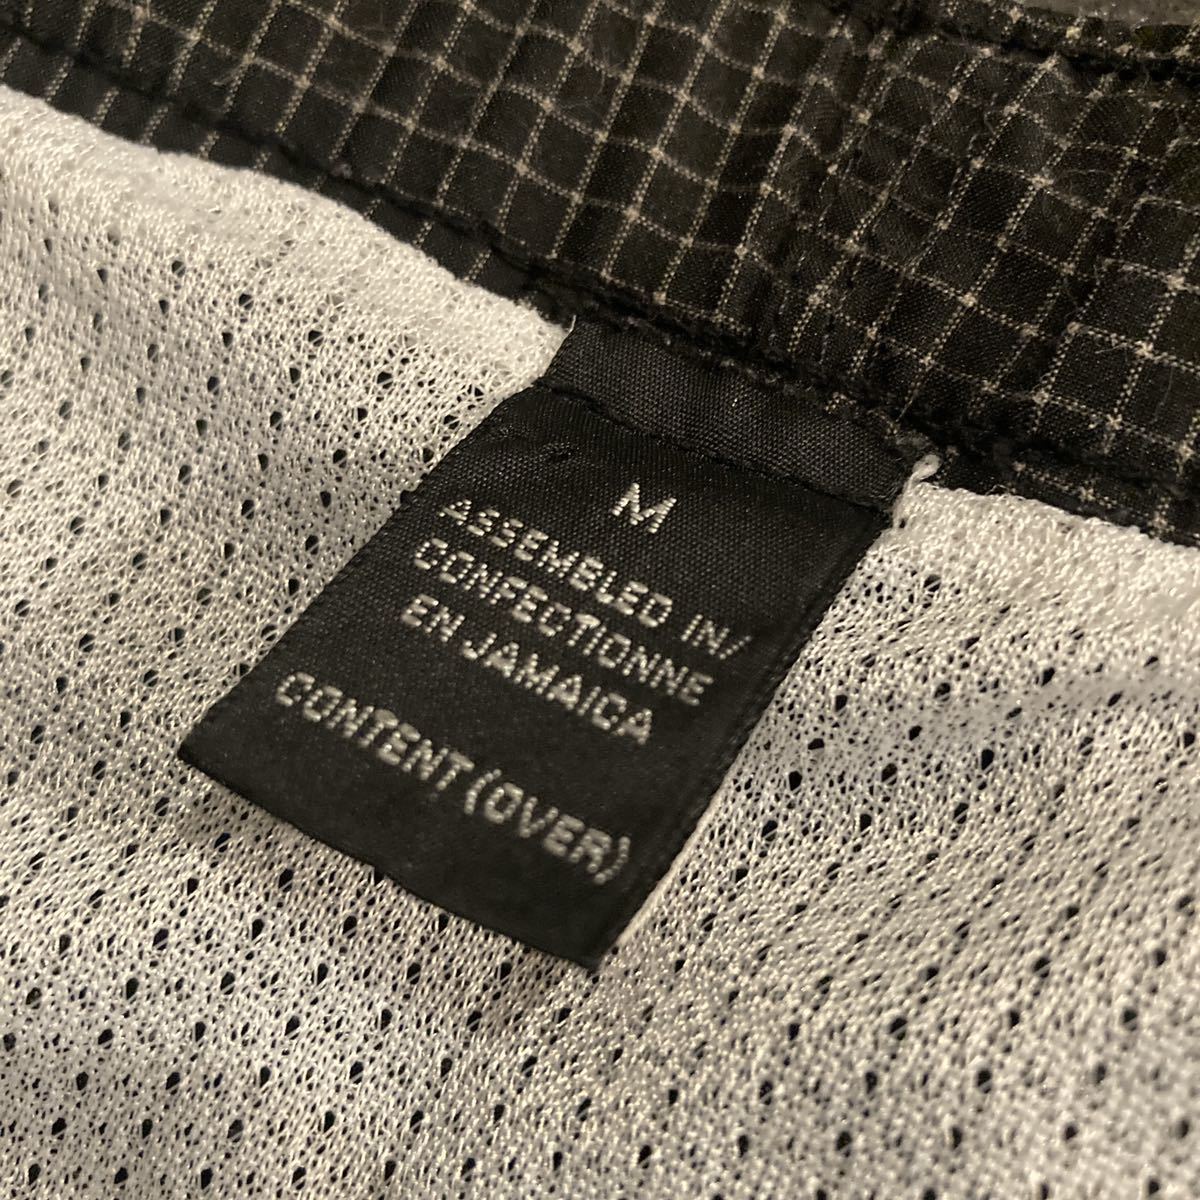 M
ASSEMBLED IN/
CONFECTIONNE
EN JAMAICA
CONTENT (OVER)